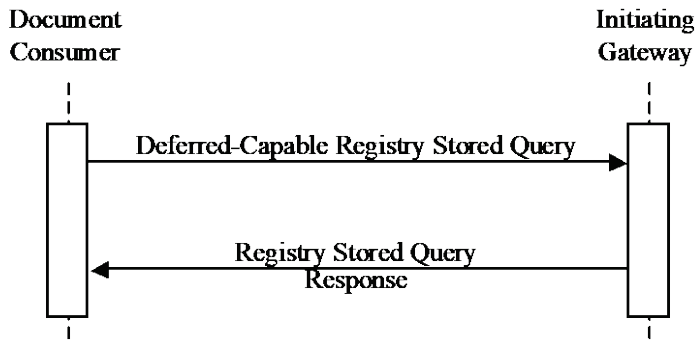 Document
Consumer
Initiating
Gateway
Deferred-Capable Registry Stored Query
Registry Stored Query
Response